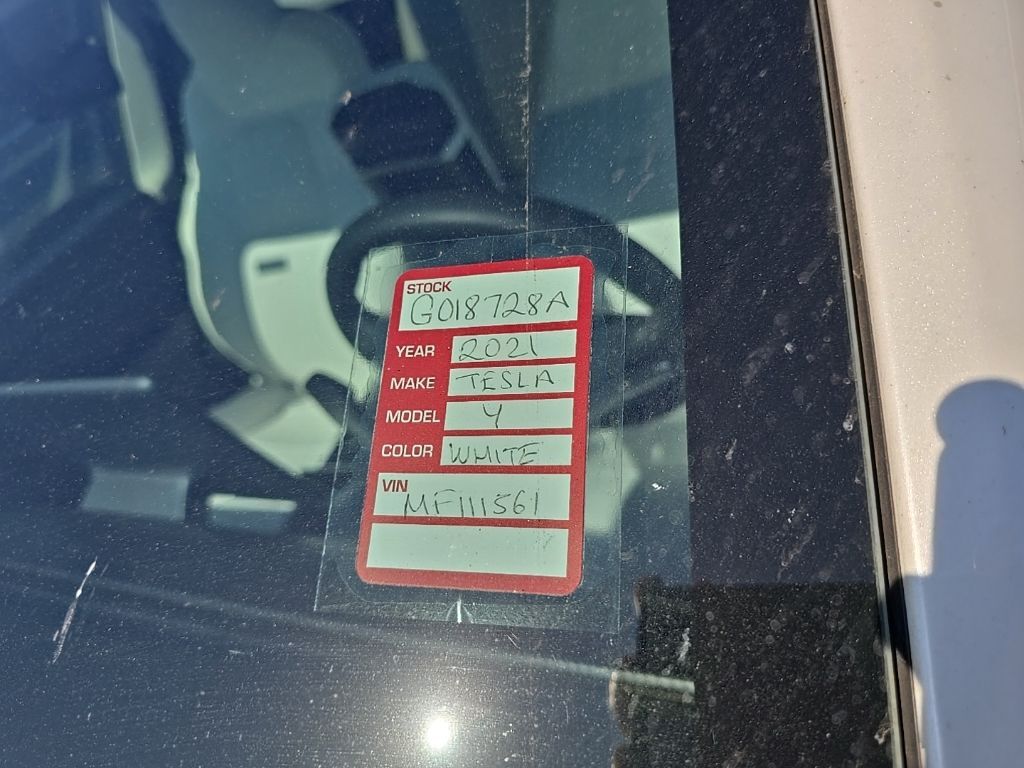 STOCK
G018728A
YEAR 2021
MAKE TESLA
MODEL Y
COLOR WHITE
VIN
MF111561